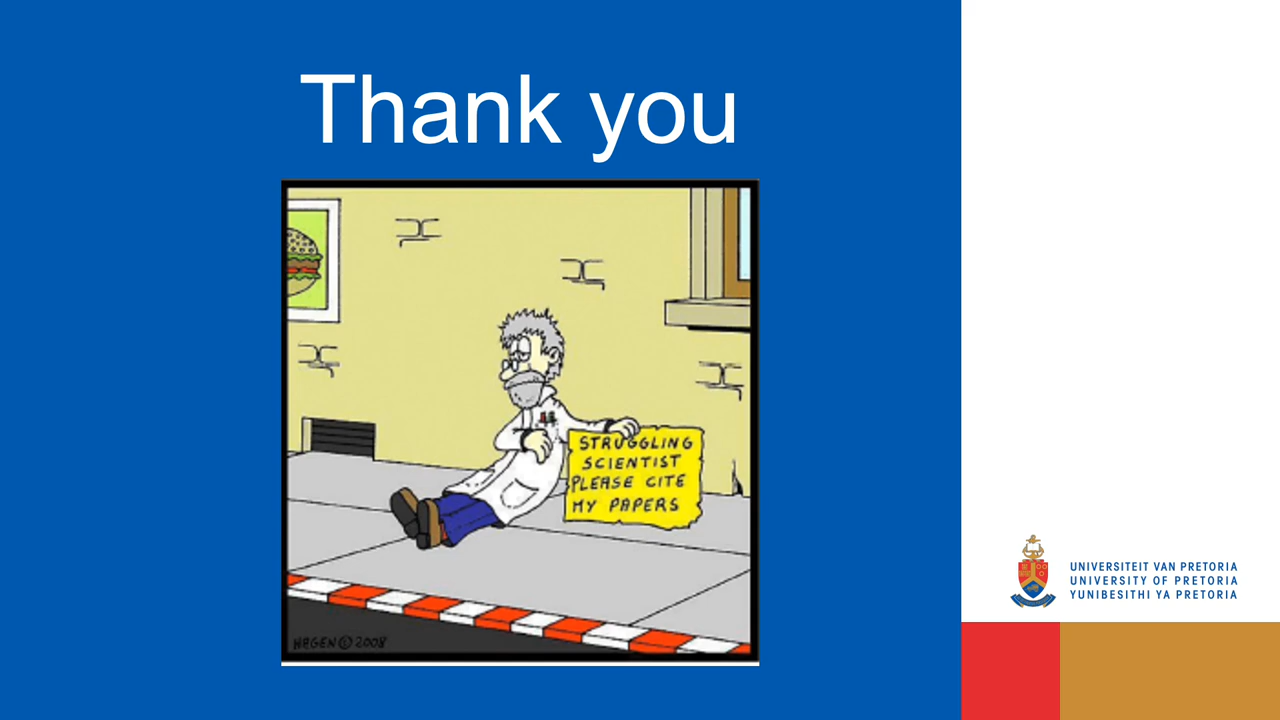 Thank you
STRUGGLING
SCIENTIST
PLEASE CITE
MY PAPERS
HAGEN © 2008
UNIVERSITEIT VAN PRETORIA
UNIVERSITY OF PRETORIA
YUNIBESITHI YA PRETORIA